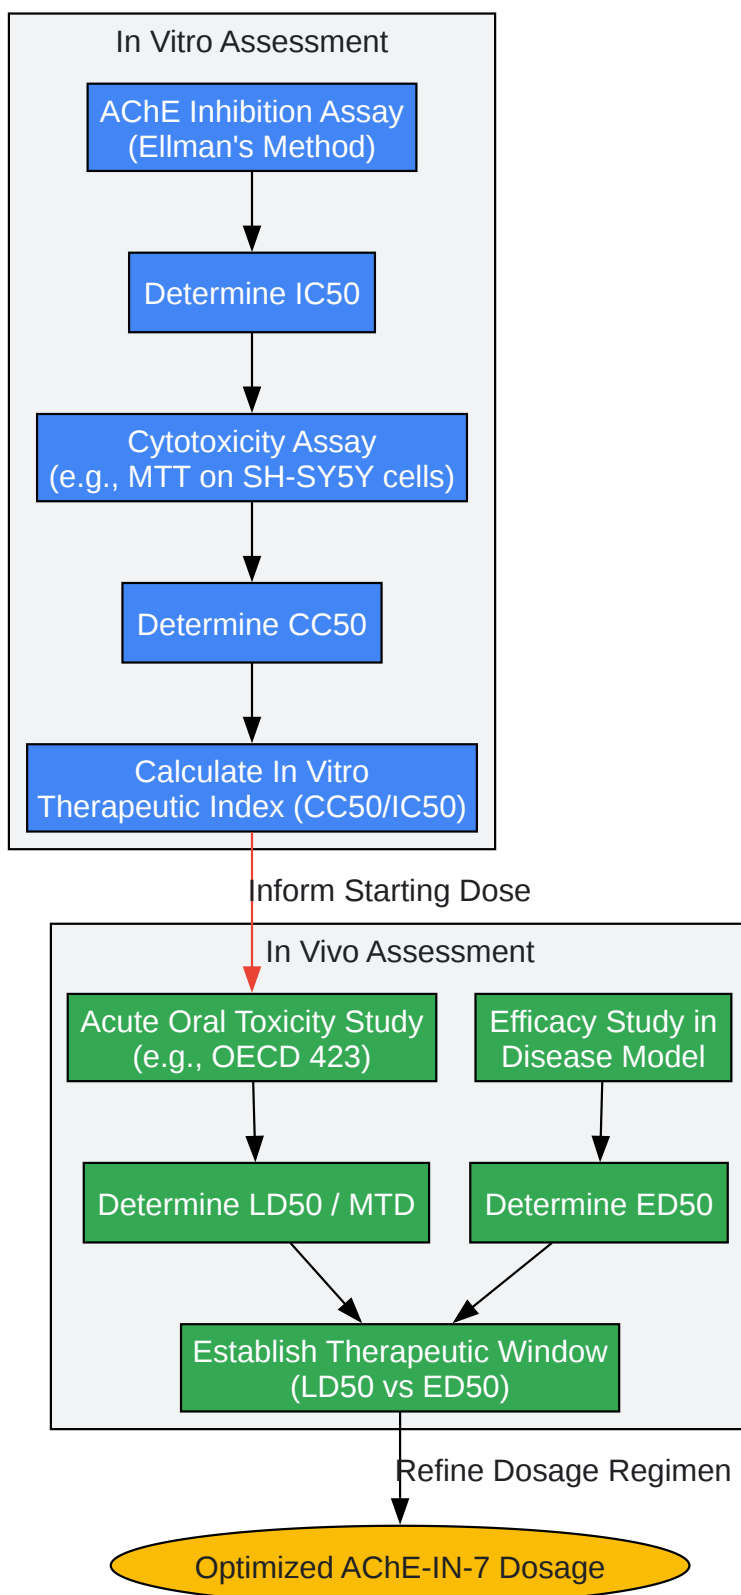 In Vitro Assessment
AChE Inhibition Assay
(Ellman's Method)
Determine IC50
Cytotoxicity Assay
(e.g., MTT on SH-SY5Y cells)
Determine CC50
Calculate In Vitro
Therapeutic Index (CC50/IC50)
Inform Starting Dose
In Vivo Assessment
Acute Oral Toxicity Study
(e.g., OECD 423)
Efficacy Study in
Disease Model
Determine LD50 / MTD
Determine ED50
Establish Therapeutic Window
(LD50 vs ED50)
Refine Dosage Regimen
Optimized AChE-IN-7 Dosage